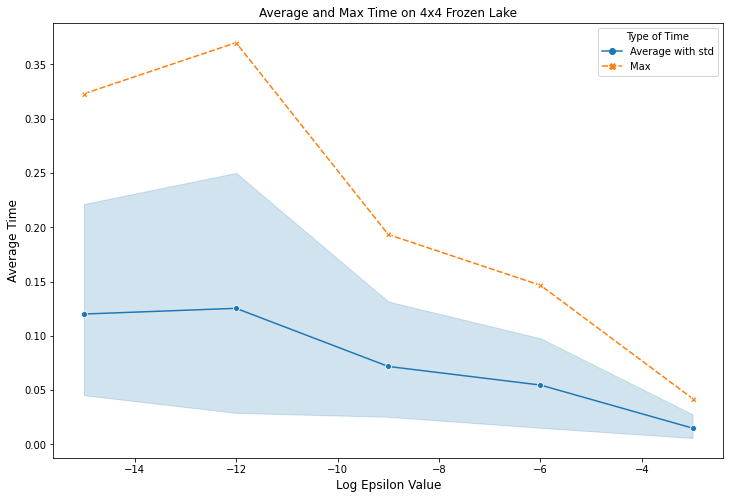 Average and Max Time on 4x4 Frozen Lake
Type of Time
Average with std
Max
Average Time
0.35
0.30
0.25
0.20
0.15
0.10
0.05
0.00
−14
−12
−10
−8
−6
−4
Log Epsilon Value